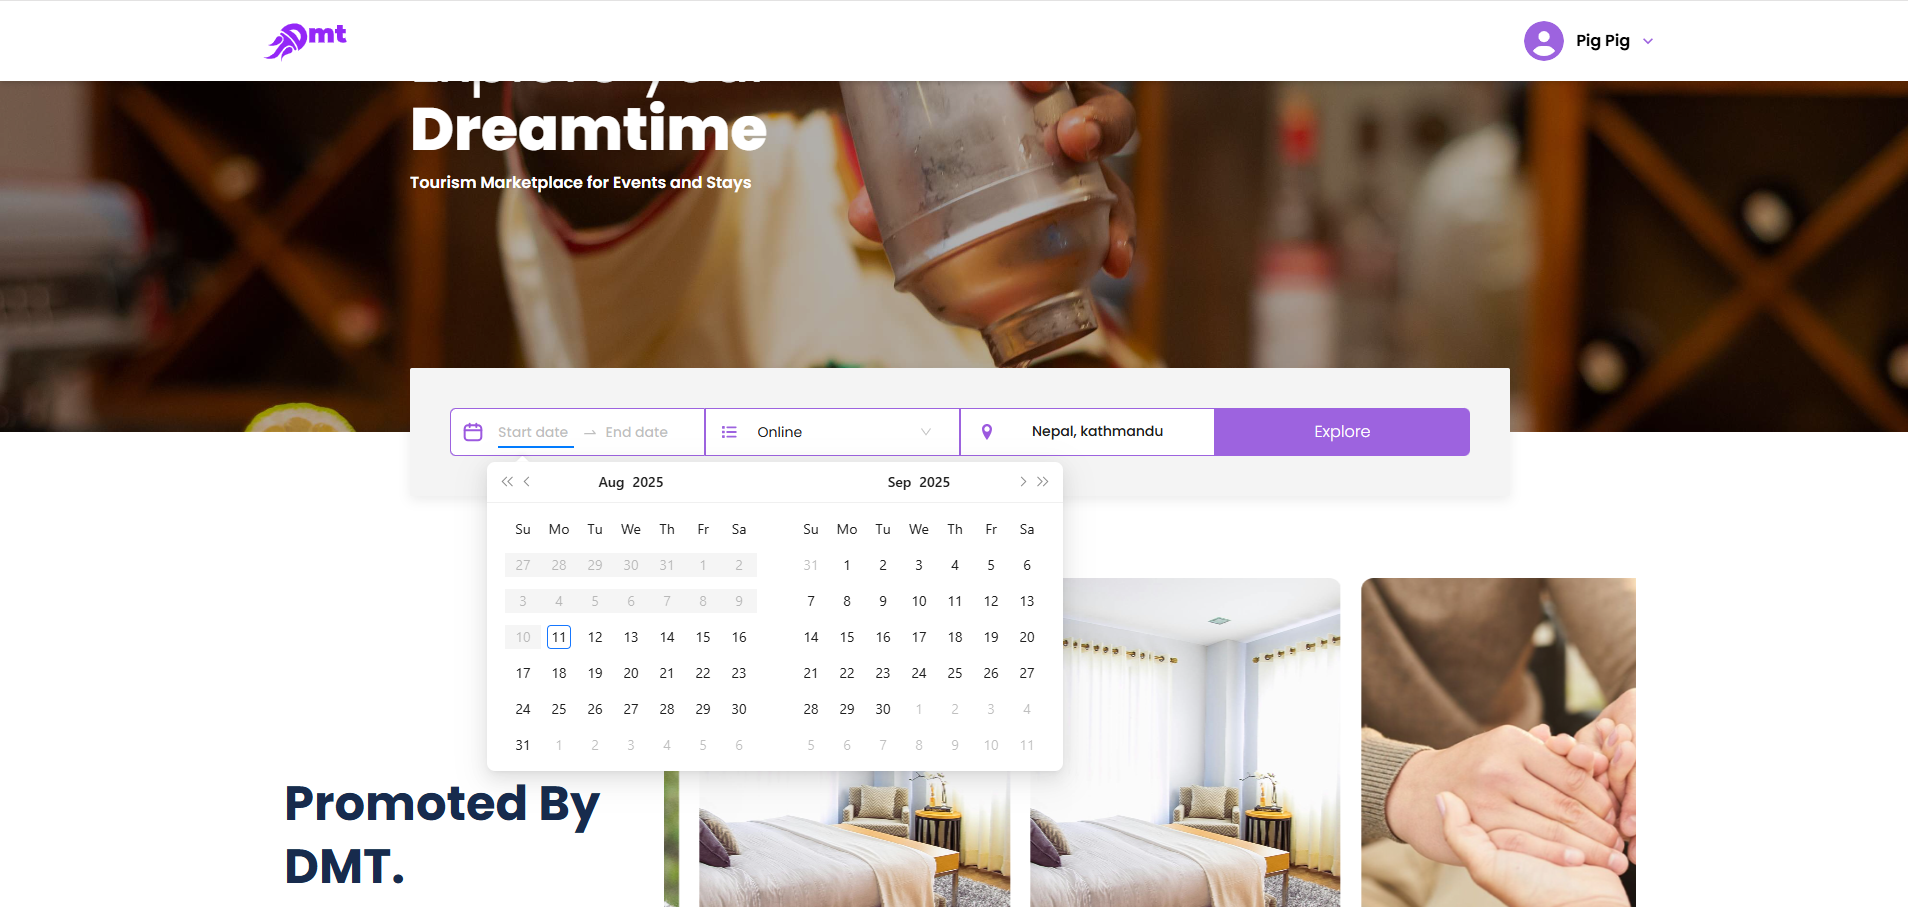 Dmt
Pig Pig
Explore your
Dreamtime
Tourism Marketplace for Events and Stays
Start date
End date
Online
Nepal, kathmandu
Explore
Aug 2025
Su Mo Tu We Th Fr Sa
27 28 29 30 31 1 2
3 4 5 6 7 8 9
10 11 12 13 14 15 16
17 18 19 20 21 22 23
24 25 26 27 28 29 30
31 1 2 3 4 5 6
Sep 2025
Su Mo Tu We Th Fr Sa
31 1 2 3 4 5 6
7 8 9 10 11 12 13
14 15 16 17 18 19 20
21 22 23 24 25 26 27
28 29 30 1 2 3 4
5 6 7 8 9 10 11
Promoted By
DMT.